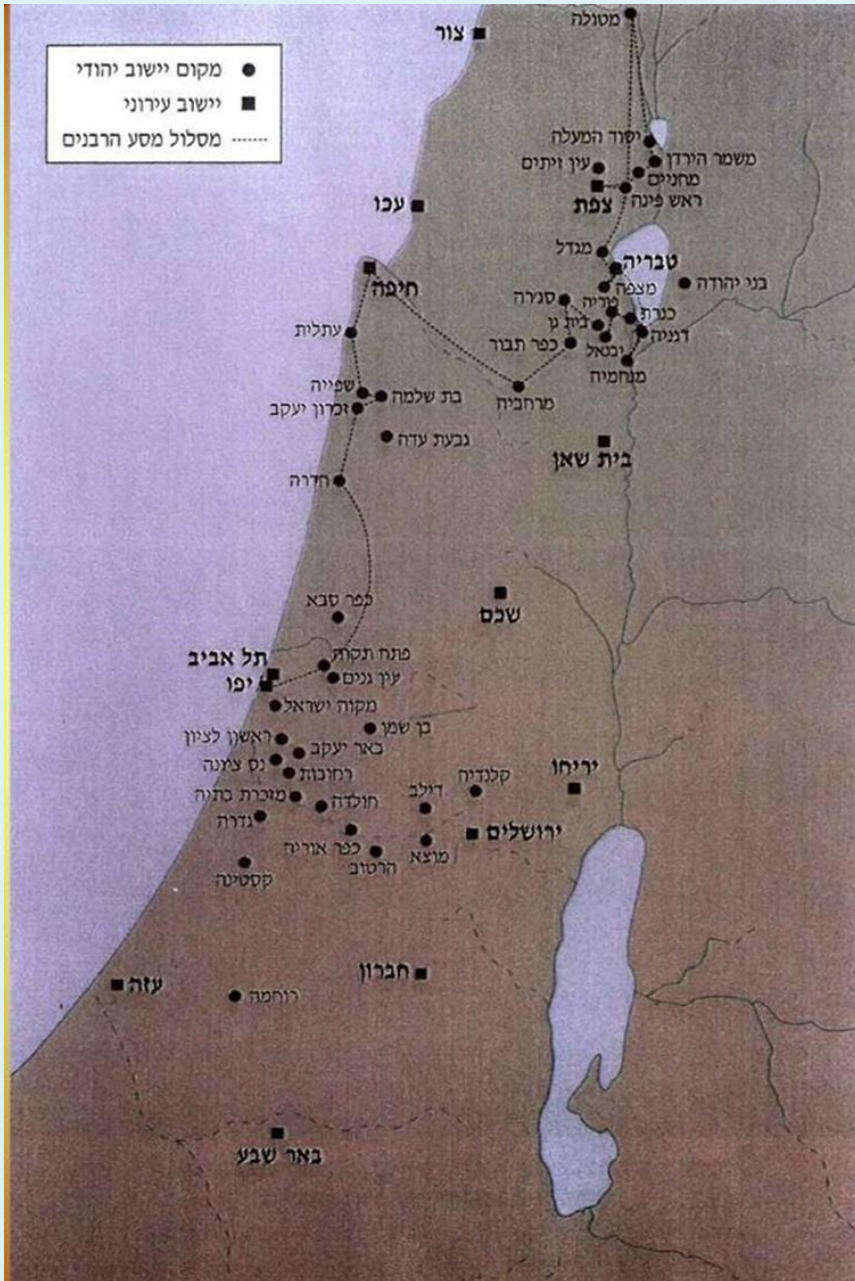 מקום יישוב יהודי
יישוב עירוני
מסלול מסע הרבנים
מטולה
צור
יסוד המעלה
משמר הירדן
עין זיתים
מחניים
צפת
ראש פינה
עכו
מגדל
טבריה
חיפה
בני יהודה
מצפה
סג'רה
פוריה
כנרת
עתלית
בית גן
דגניה
כפר תבור
יבנאל
מנחמיה
שפייה
מרחביה
בת שלמה
זכרון יעקב
גבעת עדה
בית שאן
חדרה
כפר סבא
שכם
פתח תקוה
תל אביב
עין גנים
יפו
מקוה ישראל
בן שמן
ראשון לציון
באר יעקב
נס ציונה
רחובות
קלנדיה
יריחו
מזכרת בתיה
חולדה
דילב
גדרה
ירושלים
כפר אוריה
מוצא
הרטוב
קסטינה
חברון
עזה
רוחמה
באר שבע